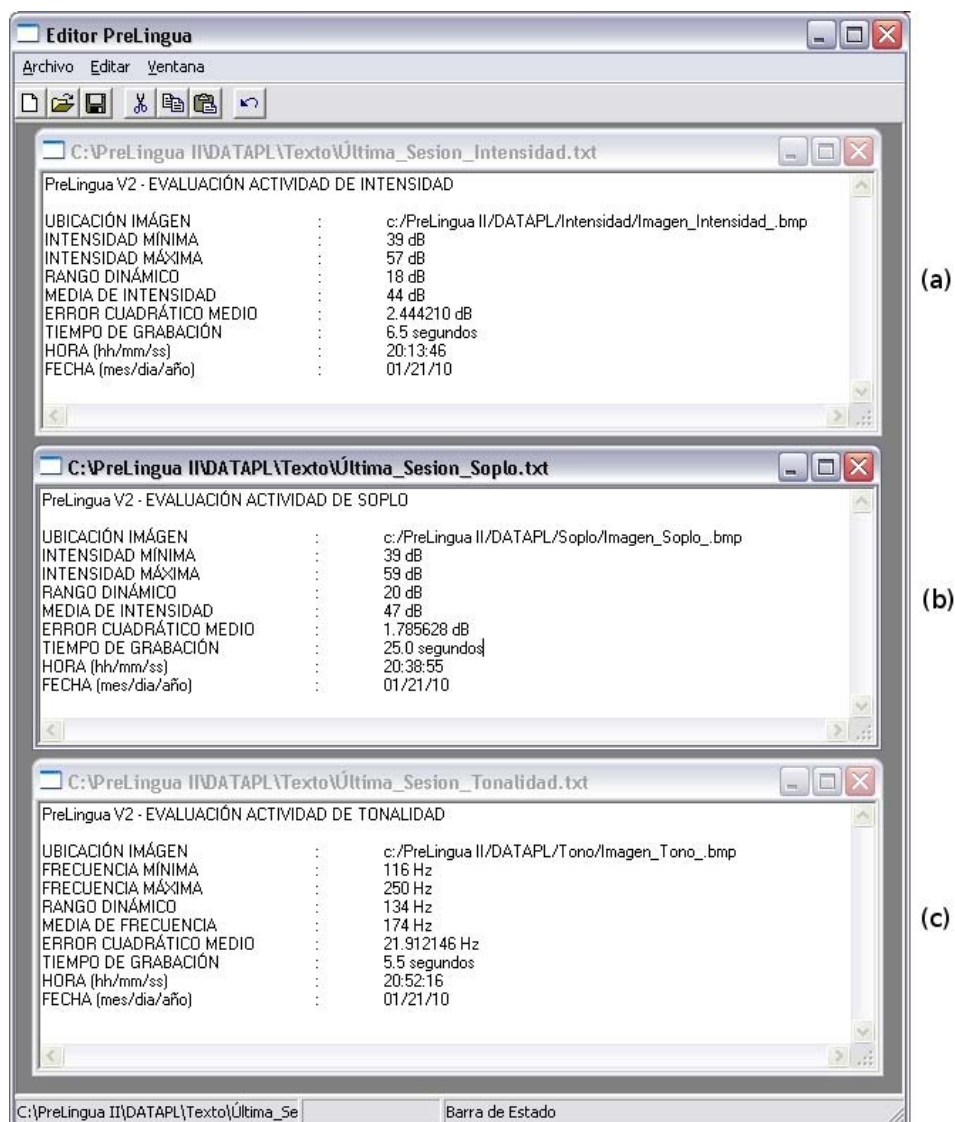 Editor PreLingua
Archivo Editar Ventana
C:\PreLingua II\DATAPL\Texto\Última_Sesion_Intensidad.txt
PreLingua V2 - EVALUACIÓN ACTIVIDAD DE INTENSIDAD
UBICACIÓN IMÁGEN : c:/PreLingua II/DATAPL/Intensidad/Imagen_Intensidad_.bmp
INTENSIDAD MÍNIMA : 39 dB
INTENSIDAD MÁXIMA : 57 dB
RANGO DINÁMICO : 18 dB
MEDIA DE INTENSIDAD : 44 dB
ERROR CUADRÁTICO MEDIO : 2.444210 dB
TIEMPO DE GRABACIÓN : 6.5 segundos
HORA (hh/mm/ss) : 20:13:46
FECHA (mes/dia/año) : 01/21/10
(a)
C:\PreLingua II\DATAPL\Texto\Última_Sesion_Soplo.txt
PreLingua V2 - EVALUACIÓN ACTIVIDAD DE SOPLO
UBICACIÓN IMÁGEN : c:/PreLingua II/DATAPL/Soplo/Imagen_Soplo_.bmp
INTENSIDAD MÍNIMA : 39 dB
INTENSIDAD MÁXIMA : 59 dB
RANGO DINÁMICO : 20 dB
MEDIA DE INTENSIDAD : 47 dB
ERROR CUADRÁTICO MEDIO : 1.785628 dB
TIEMPO DE GRABACIÓN : 25.0 segundos
HORA (hh/mm/ss) : 20:38:55
FECHA (mes/dia/año) : 01/21/10
(b)
C:\PreLingua II\DATAPL\Texto\Última_Sesion_Tonalidad.txt
PreLingua V2 - EVALUACIÓN ACTIVIDAD DE TONALIDAD
UBICACIÓN IMÁGEN : c:/PreLingua II/DATAPL/Tono/Imagen_Tono_.bmp
FRECUENCIA MÍNIMA : 116 Hz
FRECUENCIA MÁXIMA : 250 Hz
RANGO DINÁMICO : 134 Hz
MEDIA DE FRECUENCIA : 174 Hz
ERROR CUADRÁTICO MEDIO : 21.912146 Hz
TIEMPO DE GRABACIÓN : 5.5 segundos
HORA (hh/mm/ss) : 20:52:16
FECHA (mes/dia/año) : 01/21/10
(c)
C:\PreLingua II\DATAPL\Texto\Última_Se Barra de Estado